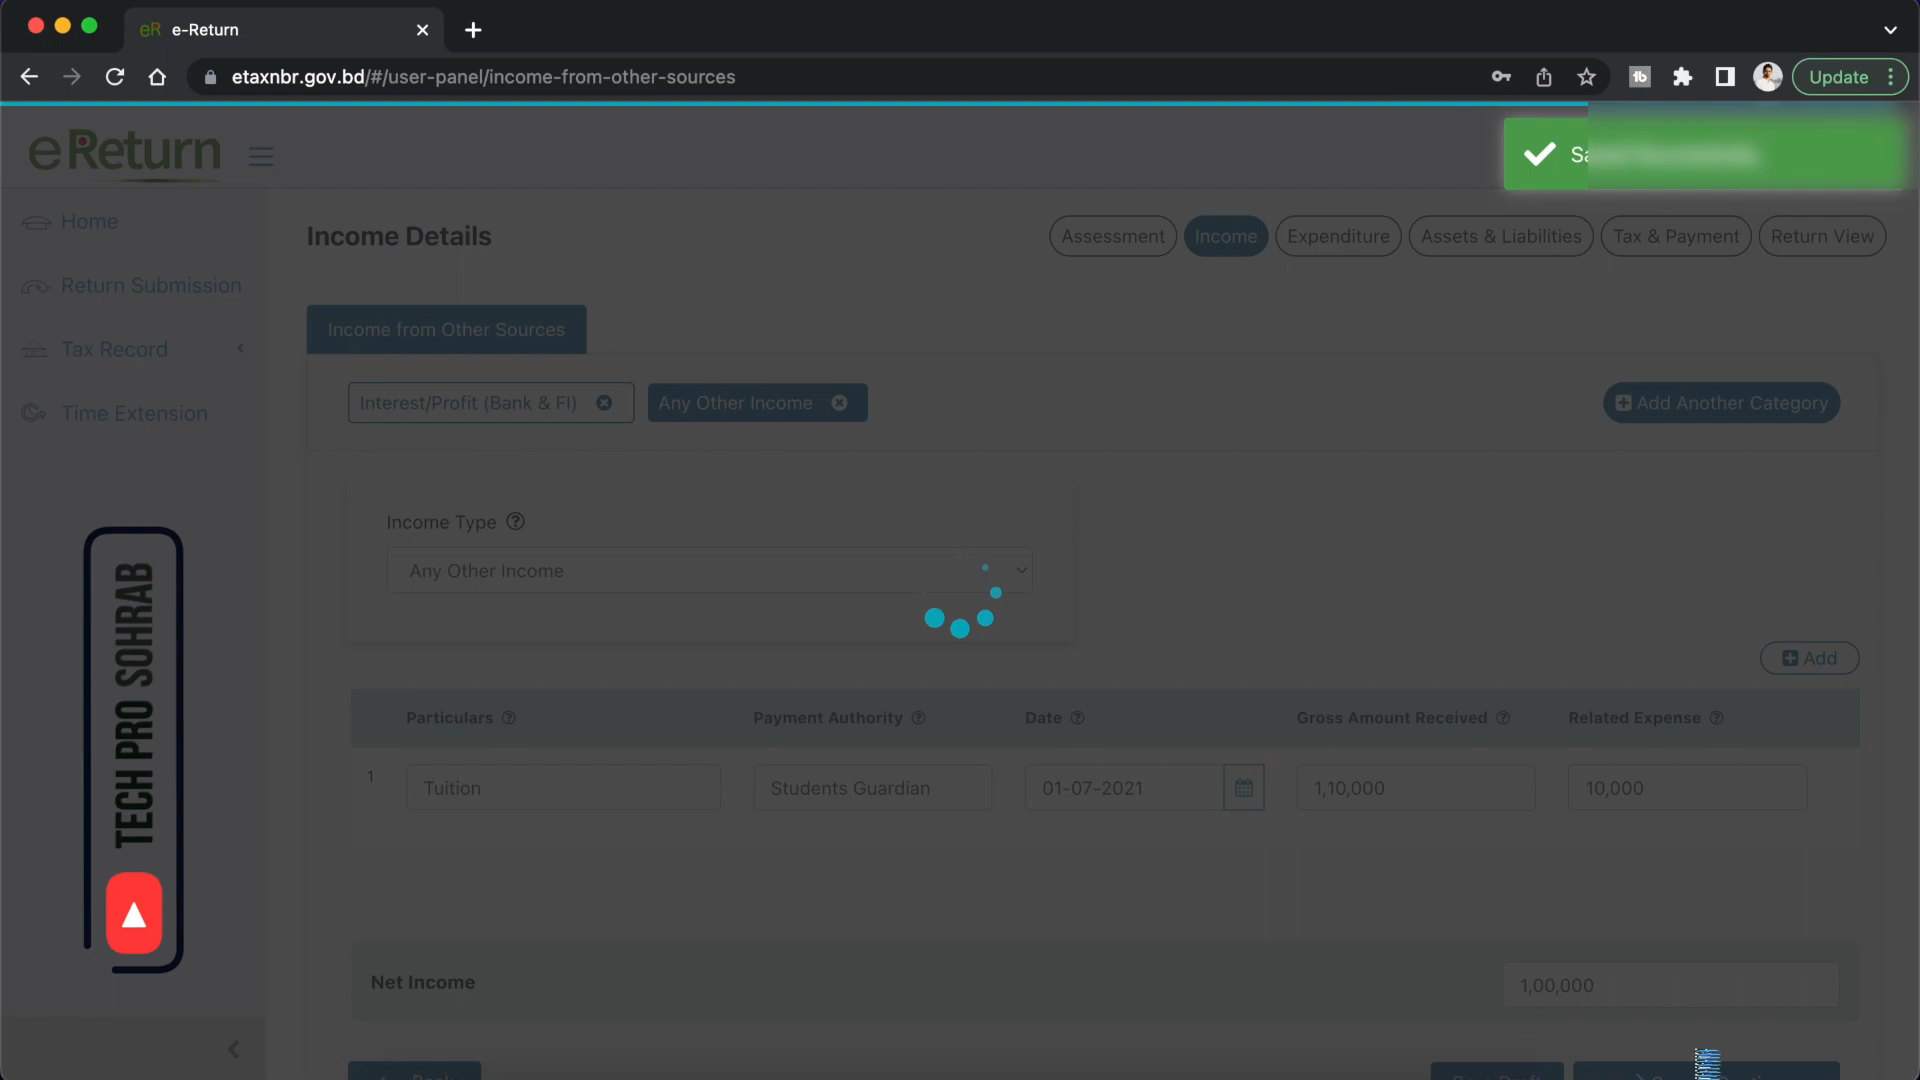 eR e-Return
etaxnbr.gov.bd/#/user-panel/income-from-other-sources
Update
eReturn
Home
Return Submission
Tax Record
Time Extension
TECH PRO SOHRAB
Income Details
Assessment
Income
Expenditure
Assets & Liabilities
Tax & Payment
Return View
Income from Other Sources
Interest/Profit (Bank & FI)
Any Other Income
Add Another Category
Income Type
Any Other Income
Add
Particulars
Payment Authority
Date
Gross Amount Received
Related Expense
1
Tuition
Students Guardian
01-07-2021
1,10,000
10,000
Net Income
1,00,000